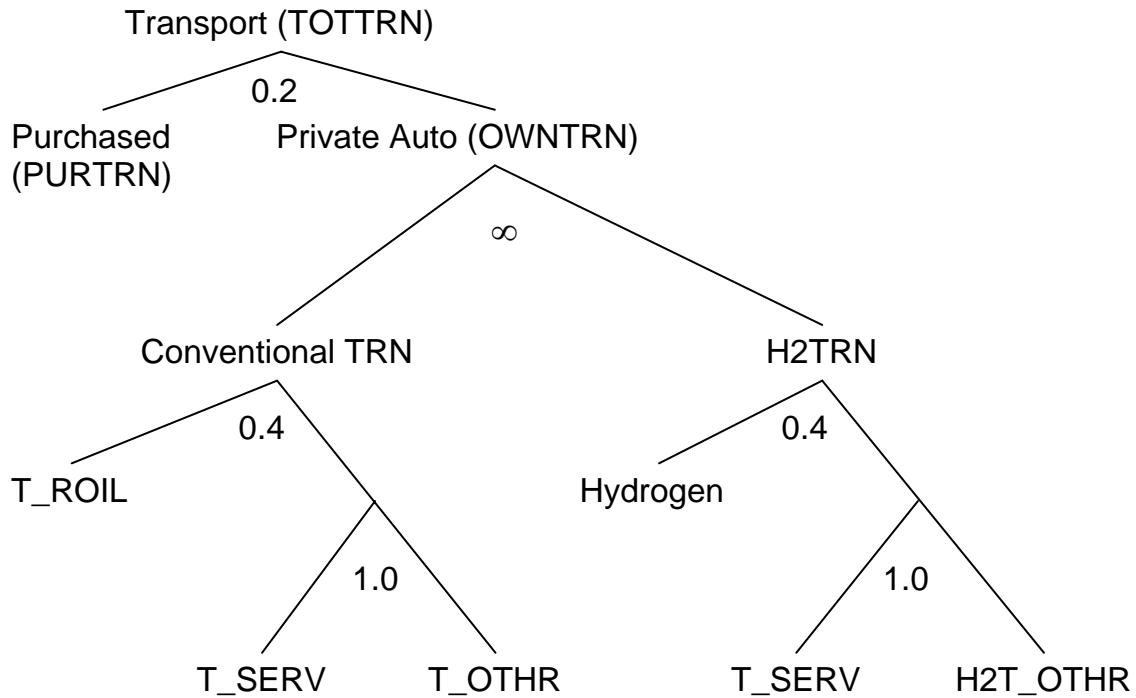 Transport (TOTTRN)
0.2
Purchased
(PURTRN)
Private Auto (OWNTRN)
∞
Conventional TRN
H2TRN
0.4
0.4
T_ROIL
Hydrogen
1.0
1.0
T_SERV
T_OTHR
T_SERV
H2T_OTHR